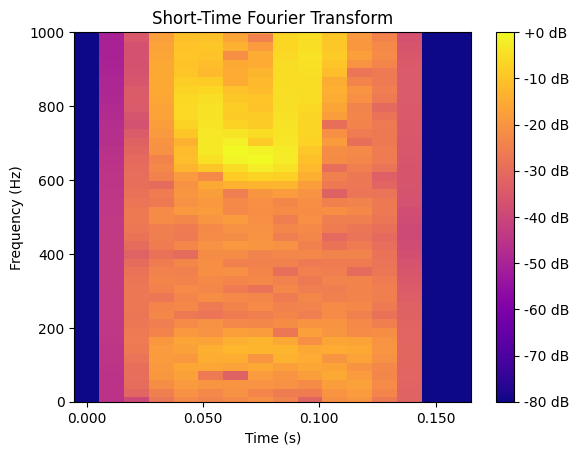 Short-Time Fourier Transform
1000
800
600
400
200
0
Frequency (Hz)
0.000
0.050
0.100
0.150
Time (s)
+0 dB
-10 dB
-20 dB
-30 dB
-40 dB
-50 dB
-60 dB
-70 dB
-80 dB